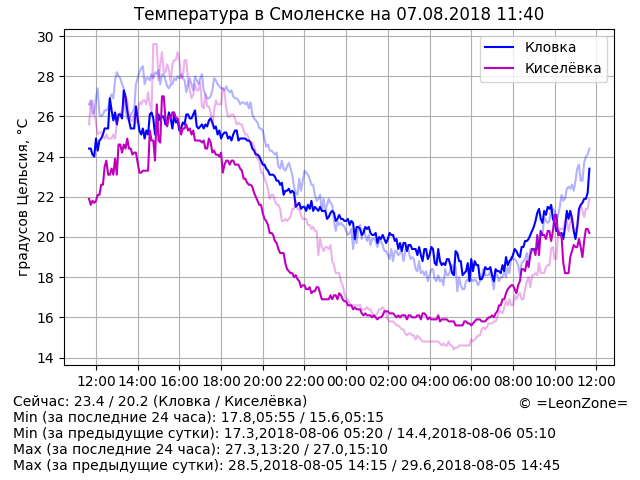 Температура в Смоленске на 07.08.2018 11:40
градусов Цельсия, °C
30
28
26
24
22
20
18
16
14
Кловка
Киселёвка
12:00 14:00 16:00 18:00 20:00 22:00 00:00 02:00 04:00 06:00 08:00 10:00 12:00
Сейчас: 23.4 / 20.2 (Кловка / Киселёвка)
© =LeonZone=
Min (за последние 24 часа): 17.8,05:55 / 15.6,05:15
Min (за предыдущие сутки): 17.3,2018-08-06 05:20 / 14.4,2018-08-06 05:10
Max (за последние 24 часа): 27.3,13:20 / 27.0,15:10
Max (за предыдущие сутки): 28.5,2018-08-05 14:15 / 29.6,2018-08-05 14:45